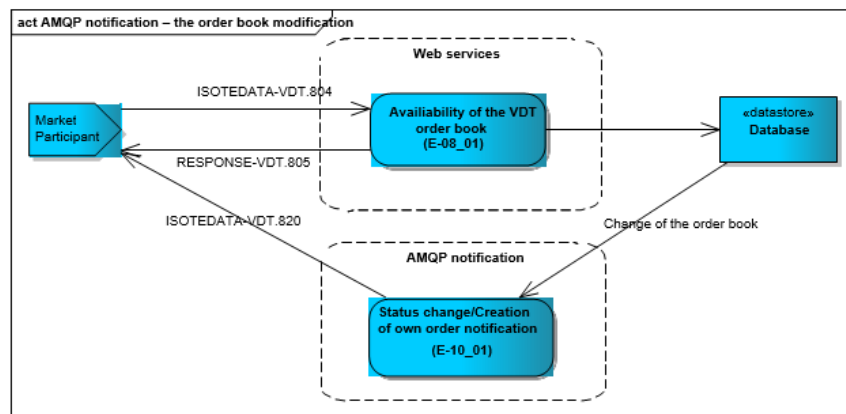 act AMQP notification – the order book modification
Web services
ISOTEDATA-VDT.804
Market
Participant
Availiability of the VDT
order book
(E-08_01)
«datastore»
Database
RESPONSE-VDT.805
ISOTEDATA-VDT.820
Change of the order book
AMQP notification
Status change/Creation
of own order notification
(E-10_01)